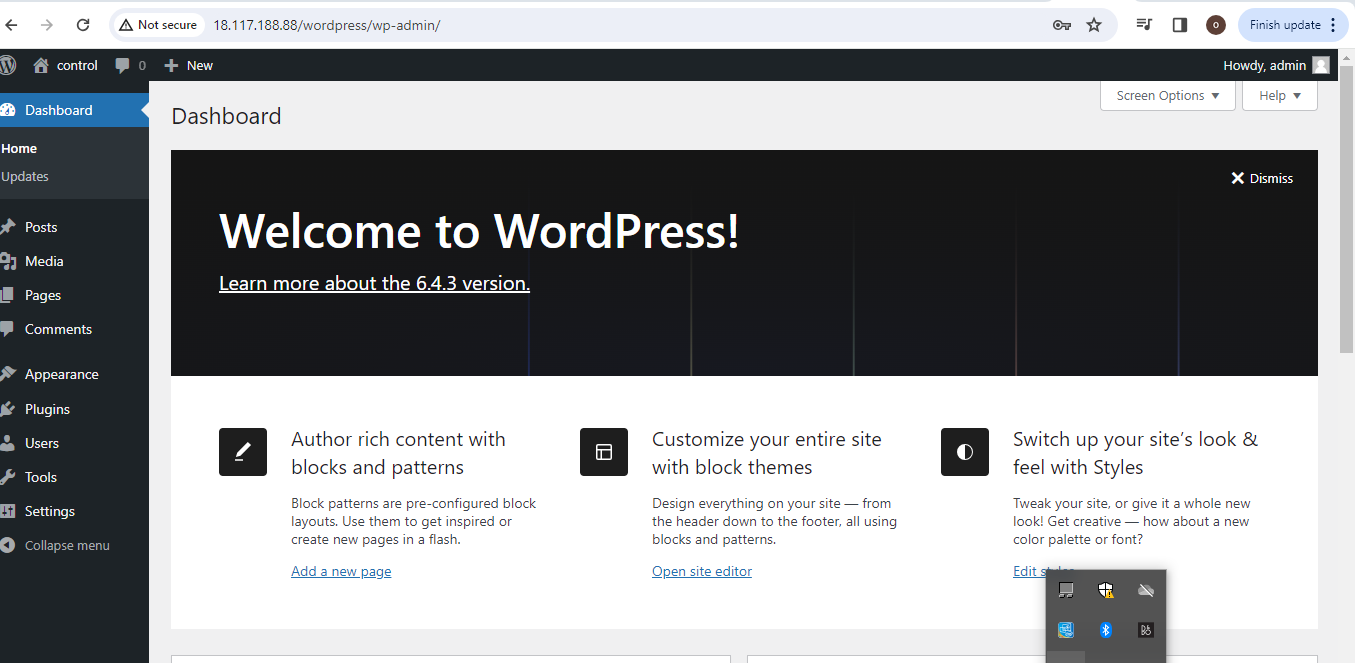 Not secure 18.117.188.88/wordpress/wp-admin/ Finish update
control 0 New Howdy, admin
Dashboard
Home
Updates
Posts
Media
Pages
Comments
Appearance
Plugins
Users
Tools
Settings
Collapse menu
Screen Options Help
Dashboard
Dismiss
Welcome to WordPress!
Learn more about the 6.4.3 version.
Author rich content with
blocks and patterns
Block patterns are pre-configured block
layouts. Use them to get inspired or
create new pages in a flash.
Add a new page
Customize your entire site
with block themes
Design everything on your site — from
the header down to the footer, all using
blocks and patterns.
Open site editor
Switch up your site’s look &
feel with Styles
Tweak your site, or give it a whole new
look! Get creative — how about a new
color palette or font?
Edit